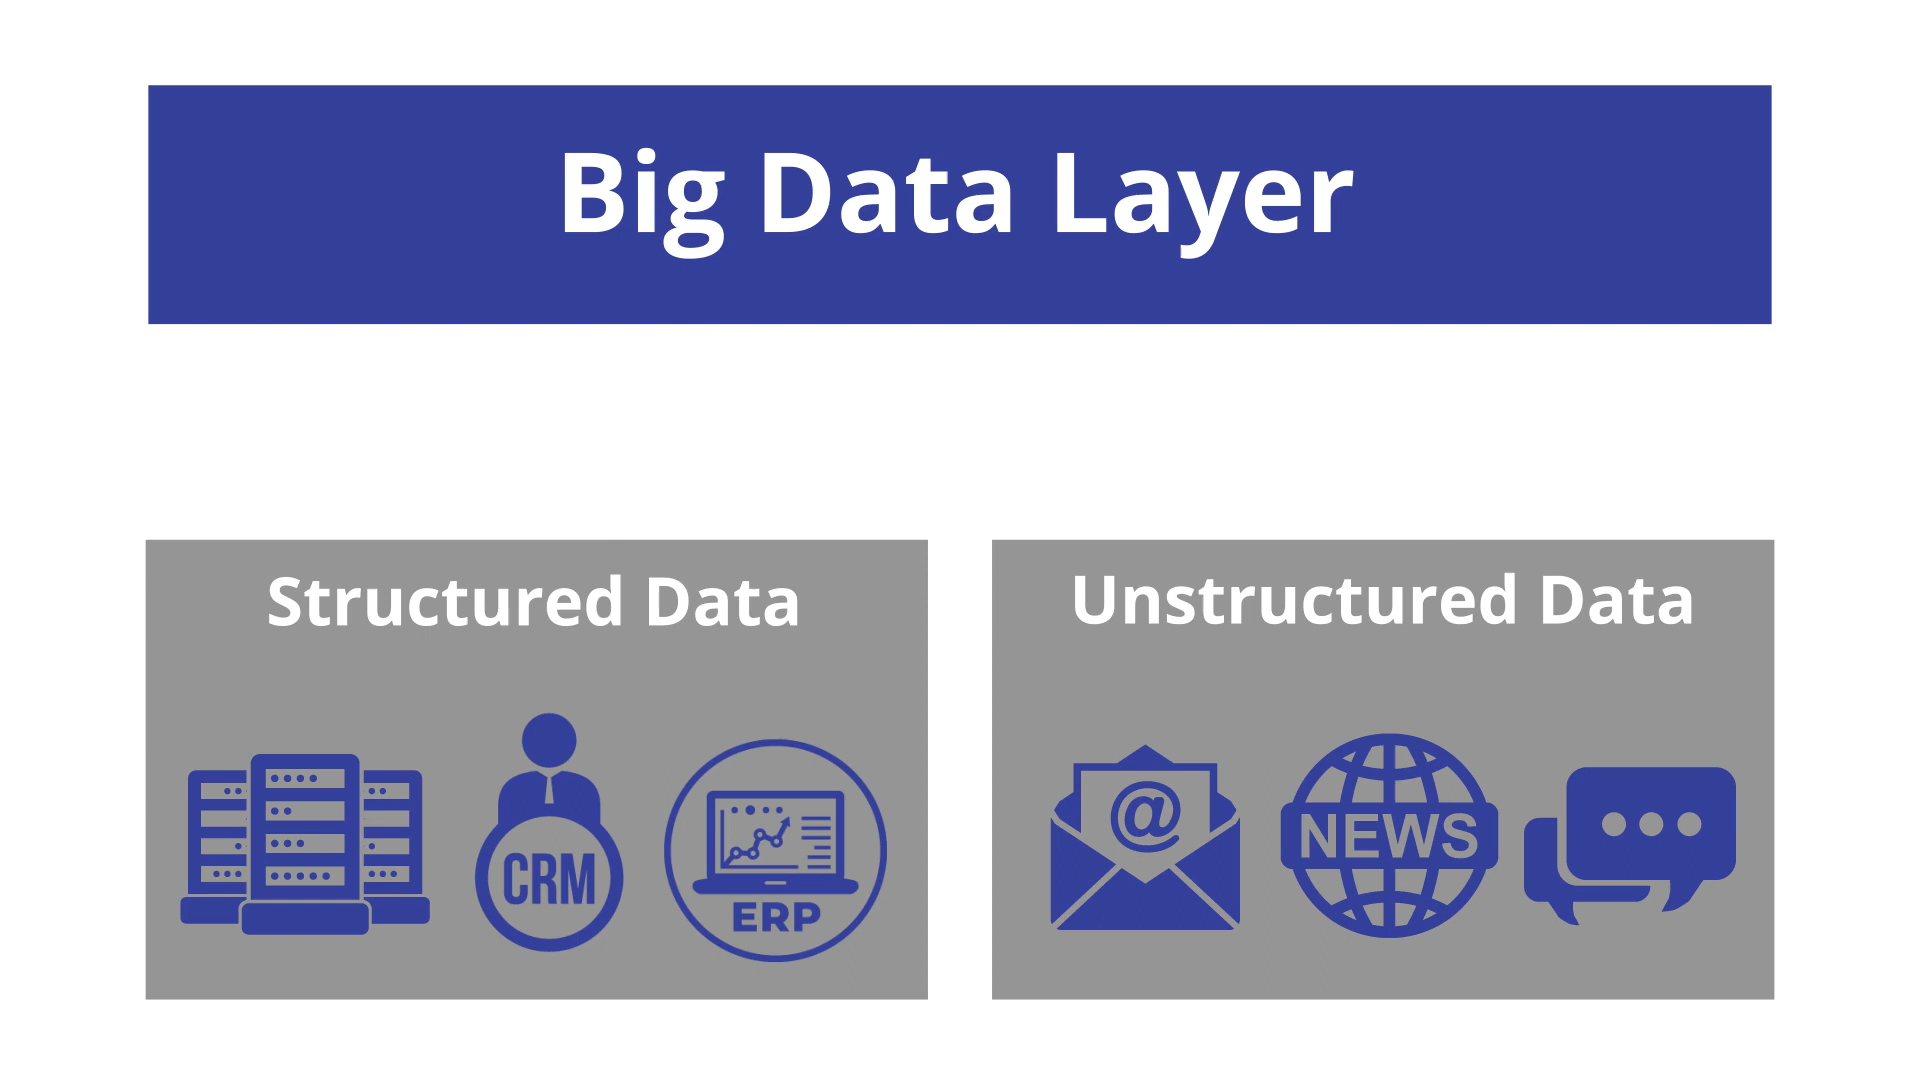 Big Data Layer
Structured Data
Unstructured Data
CRM
ERP
@
NEWS